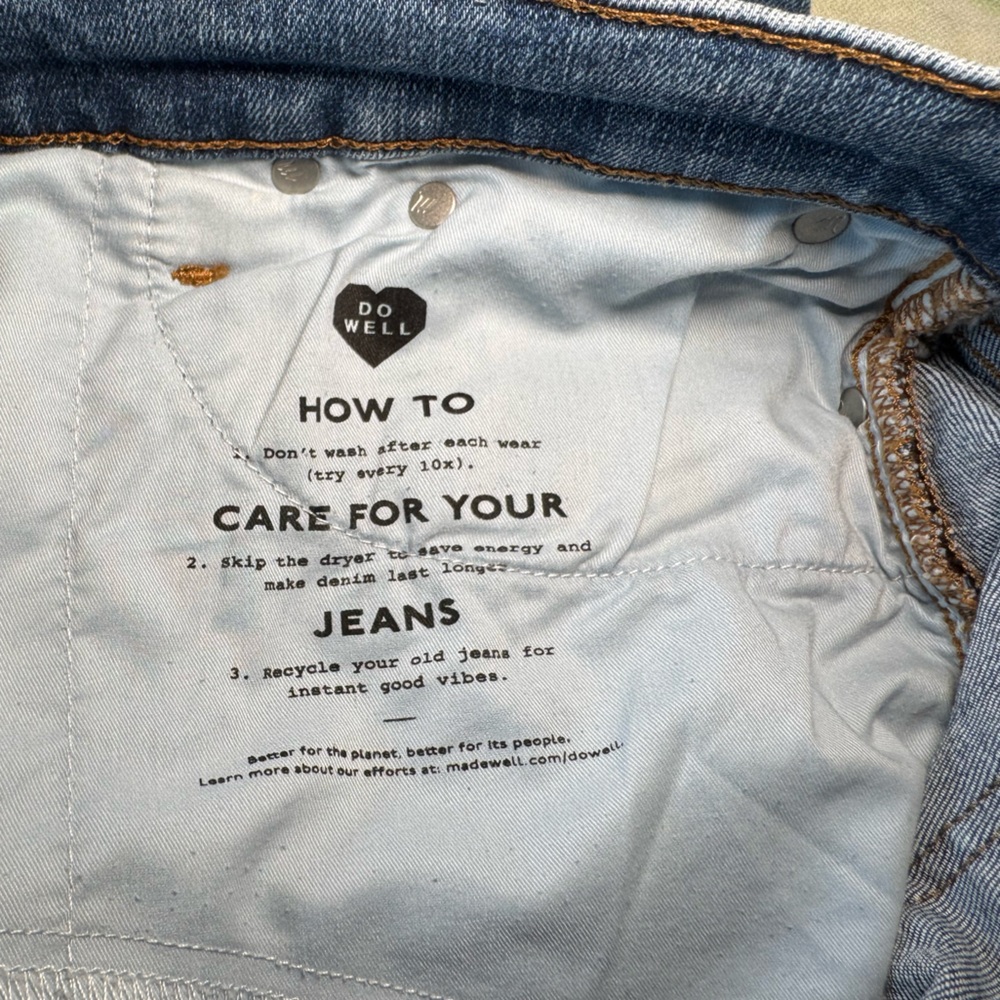 DO
WELL
HOW TO
1. Don't wash after each wear
(try every 10x).
CARE FOR YOUR
2. Skip the dryer to save energy and
make denim last longer
JEANS
3. Recycle your old jeans for
instant good vibes.
—
Better for the planet, better for its people.
Learn more about our efforts at: madewell.com/dowell.